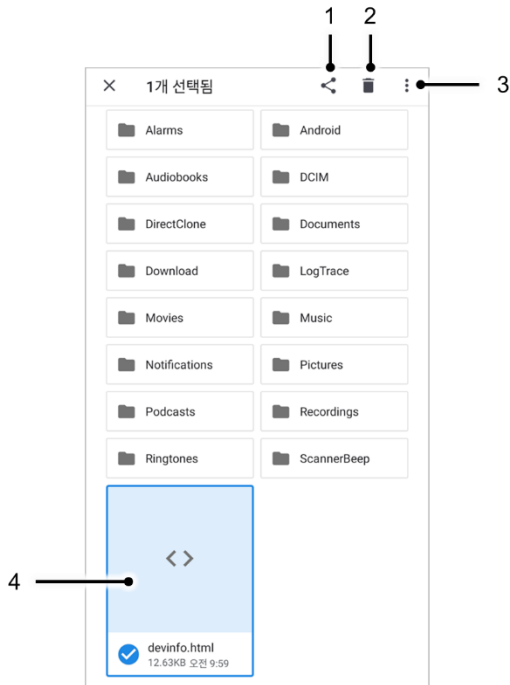 1 2
1개 선택됨
3
Alarms Android
Audiobooks DCIM
DirectClone Documents
Download LogTrace
Movies Music
Notifications Pictures
Podcasts Recordings
Ringtones ScannerBeep
4
devinfo.html
12.63KB 오전 9:59